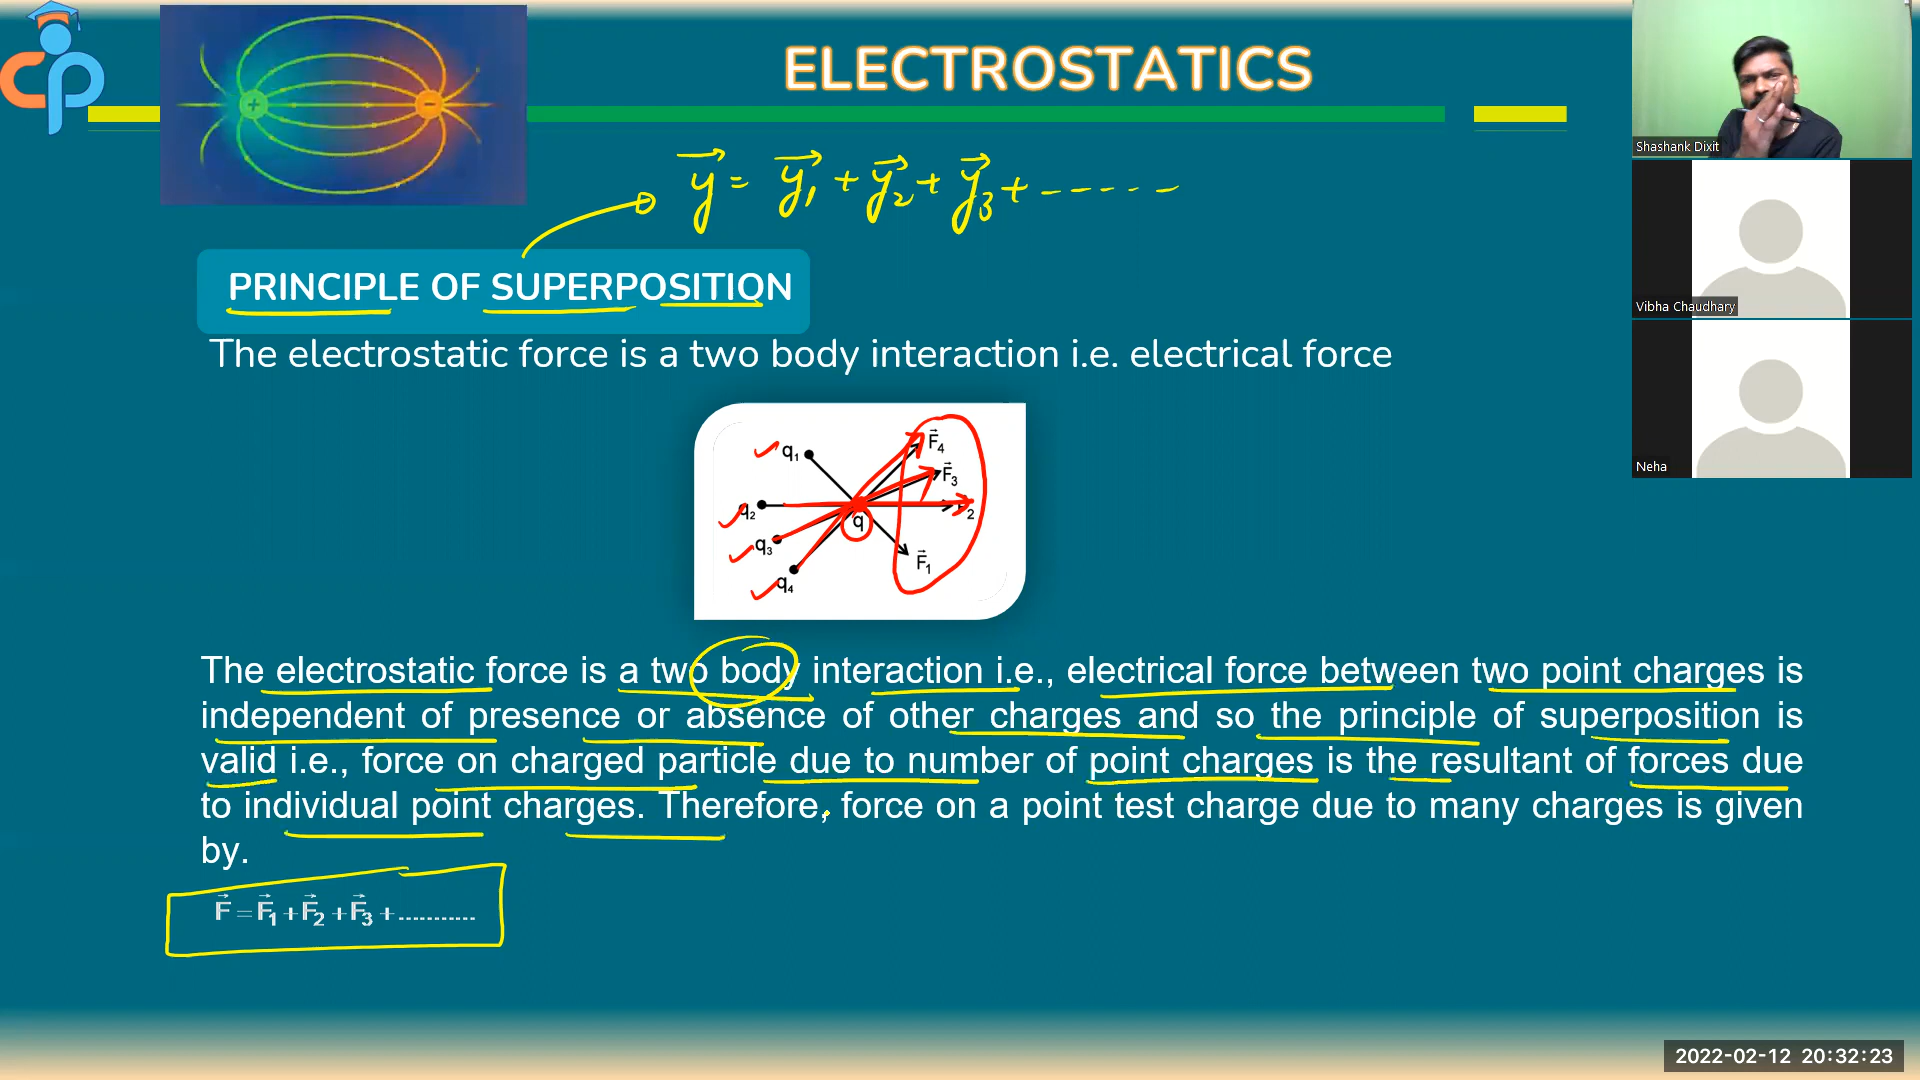 cp
ELECTROSTATICS
Shashank Dixit
y⃗ = y⃗₁ + y⃗₂ + y⃗₃ + -----
PRINCIPLE OF SUPERPOSITION
Vibha Chaudhary
The electrostatic force is a two body interaction i.e. electrical force
q₁
F⃗₄
F⃗₃
q₂
q
F₂
q₃
F⃗₁
q₄
Neha
The electrostatic force is a two body interaction i.e., electrical force between two point charges is
independent of presence or absence of other charges and so the principle of superposition is
valid i.e., force on charged particle due to number of point charges is the resultant of forces due
to individual point charges. Therefore, force on a point test charge due to many charges is given
by.
F⃗ = F⃗₁ + F⃗₂ + F⃗₃ + ...........
2022-02-12 20:32:23